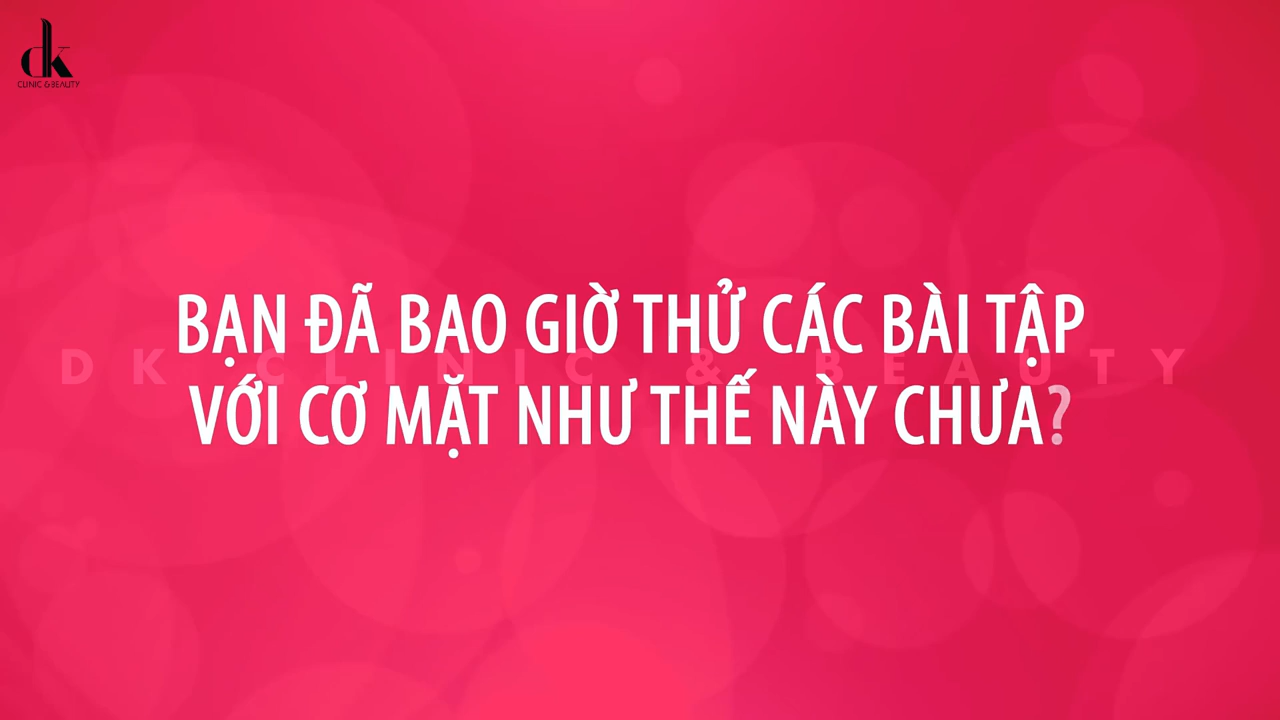 dk
CLINIC & BEAUTY
BẠN ĐÃ BAO GIỜ THỬ CÁC BÀI TẬP
DK CLINIC & BEAUTY
VỚI CƠ MẶT NHƯ THẾ NÀY CHƯA?